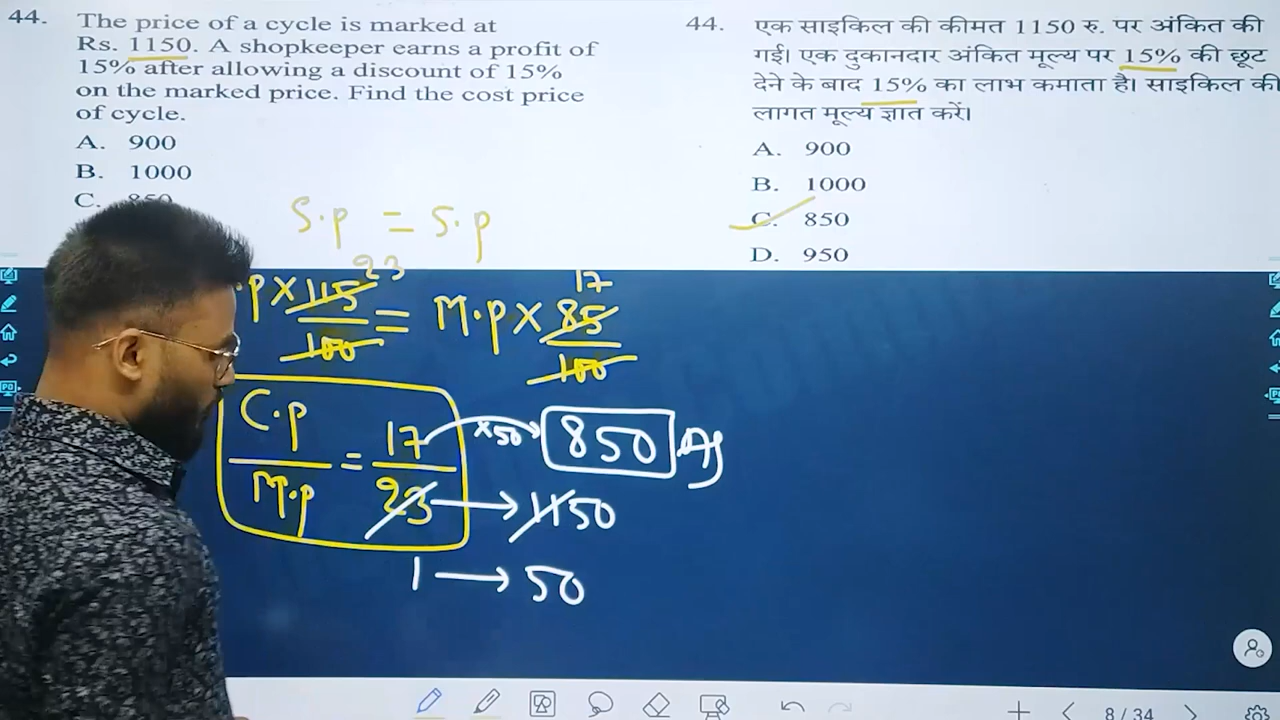 44. The price of a cycle is marked at
Rs. 1150. A shopkeeper earns a profit of
15% after allowing a discount of 15%
on the marked price. Find the cost price
of cycle.
A. 900
B. 1000
C. 850
44. एक साइकिल की कीमत 1150 रु. पर अंकित की
गई। एक दुकानदार अंकित मूल्य पर 15% की छूट
देने के बाद 15% का लाभ कमाता है। साइकिल की
लागत मूल्य ज्ञात करें।
A. 900
B. 1000
C. 850
D. 950
S.p = S.p
23 17
.p × 115/100 = M.p × 85/100
C.p/M.p = 17/23
×50 850
1150
1 → 50
8 / 34